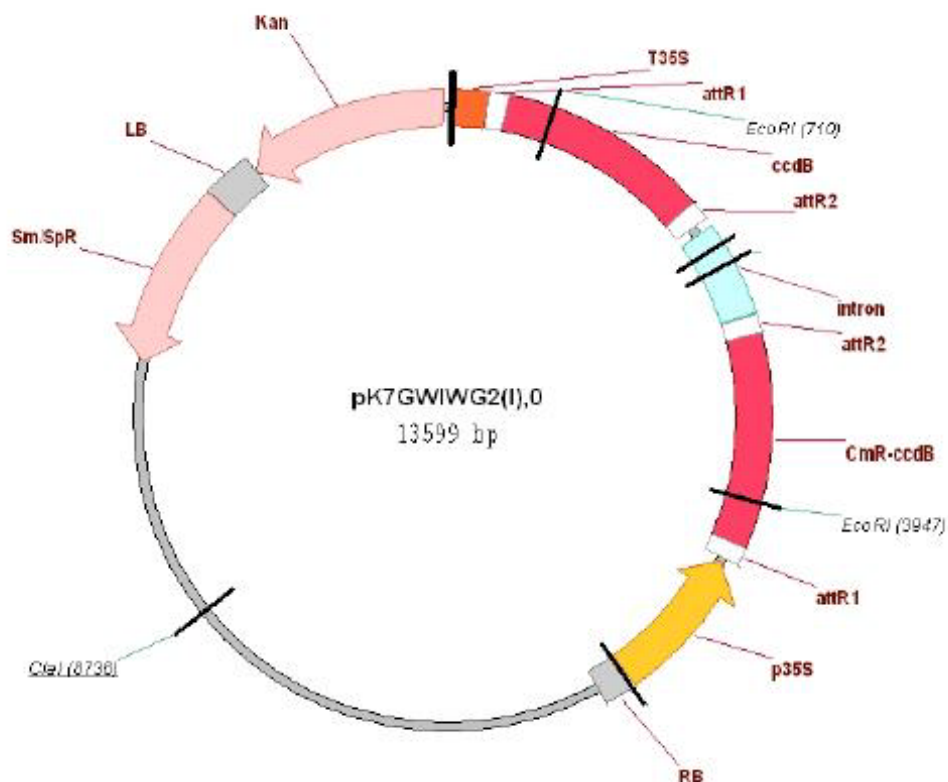 Kan
T35S
attR1
EcoRI (710)
LB
ccdB
attR2
Sm/SpR
intron
attR2
pK7GWIWG2(I),0
13599 bp
CmR-ccdB
EcoRI (3947)
attR1
ClaI (8736)
p35S
RB